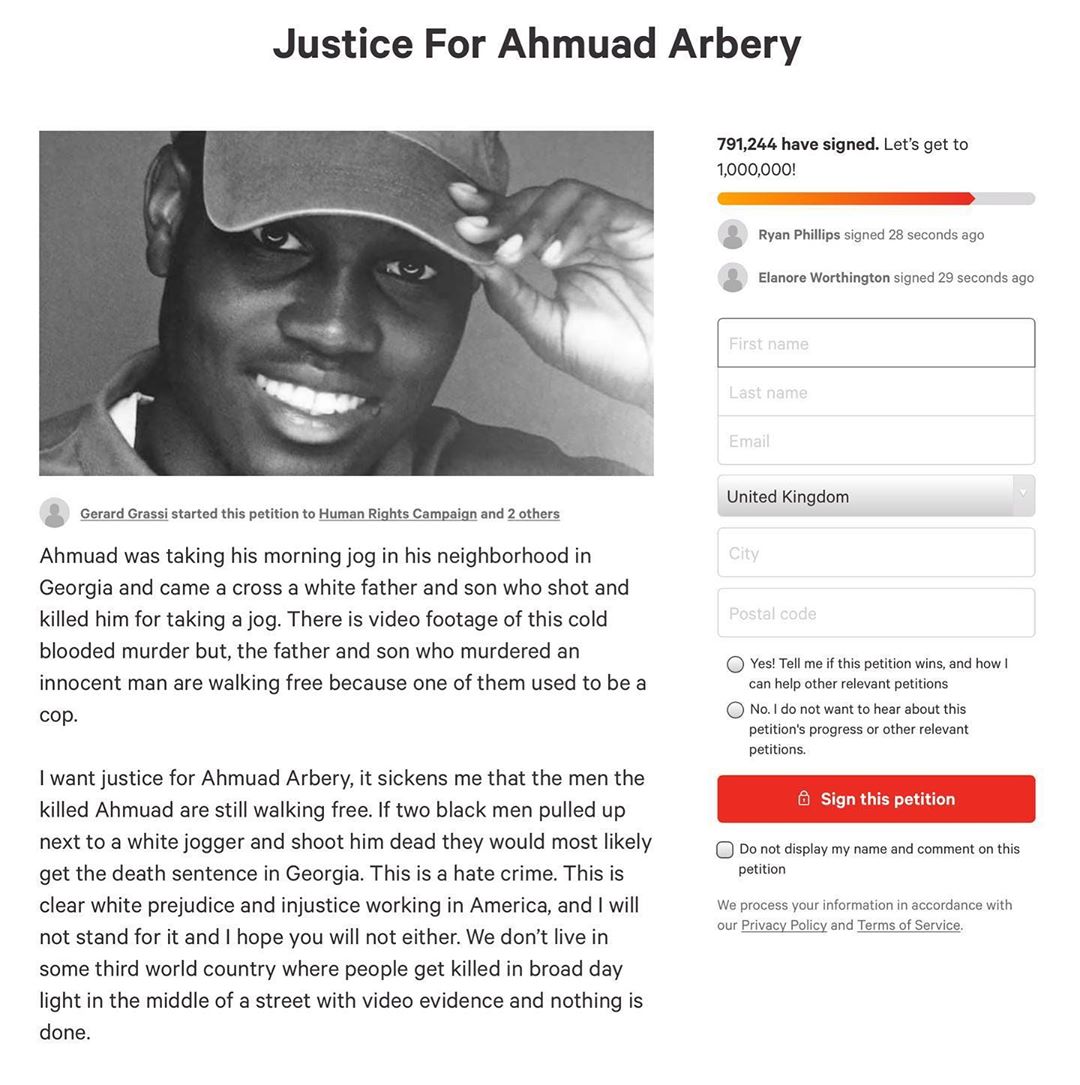 Justice For Ahmuad Arbery
Gerard Grassi started this petition to Human Rights Campaign and 2 others
Ahmuad was taking his morning jog in his neighborhood in
Georgia and came a cross a white father and son who shot and
killed him for taking a jog. There is video footage of this cold
blooded murder but, the father and son who murdered an
innocent man are walking free because one of them used to be a
cop.
I want justice for Ahmuad Arbery, it sickens me that the men the
killed Ahmuad are still walking free. If two black men pulled up
next to a white jogger and shoot him dead they would most likely
get the death sentence in Georgia. This is a hate crime. This is
clear white prejudice and injustice working in America, and I will
not stand for it and I hope you will not either. We don’t live in
some third world country where people get killed in broad day
light in the middle of a street with video evidence and nothing is
done.
791,244 have signed. Let’s get to
1,000,000!
Ryan Phillips signed 28 seconds ago
Elanore Worthington signed 29 seconds ago
First name
Last name
Email
United Kingdom
City
Postal code
Yes! Tell me if this petition wins, and how I
can help other relevant petitions
No. I do not want to hear about this
petition's progress or other relevant
petitions.
Sign this petition
Do not display my name and comment on this
petition
We process your information in accordance with
our Privacy Policy and Terms of Service.